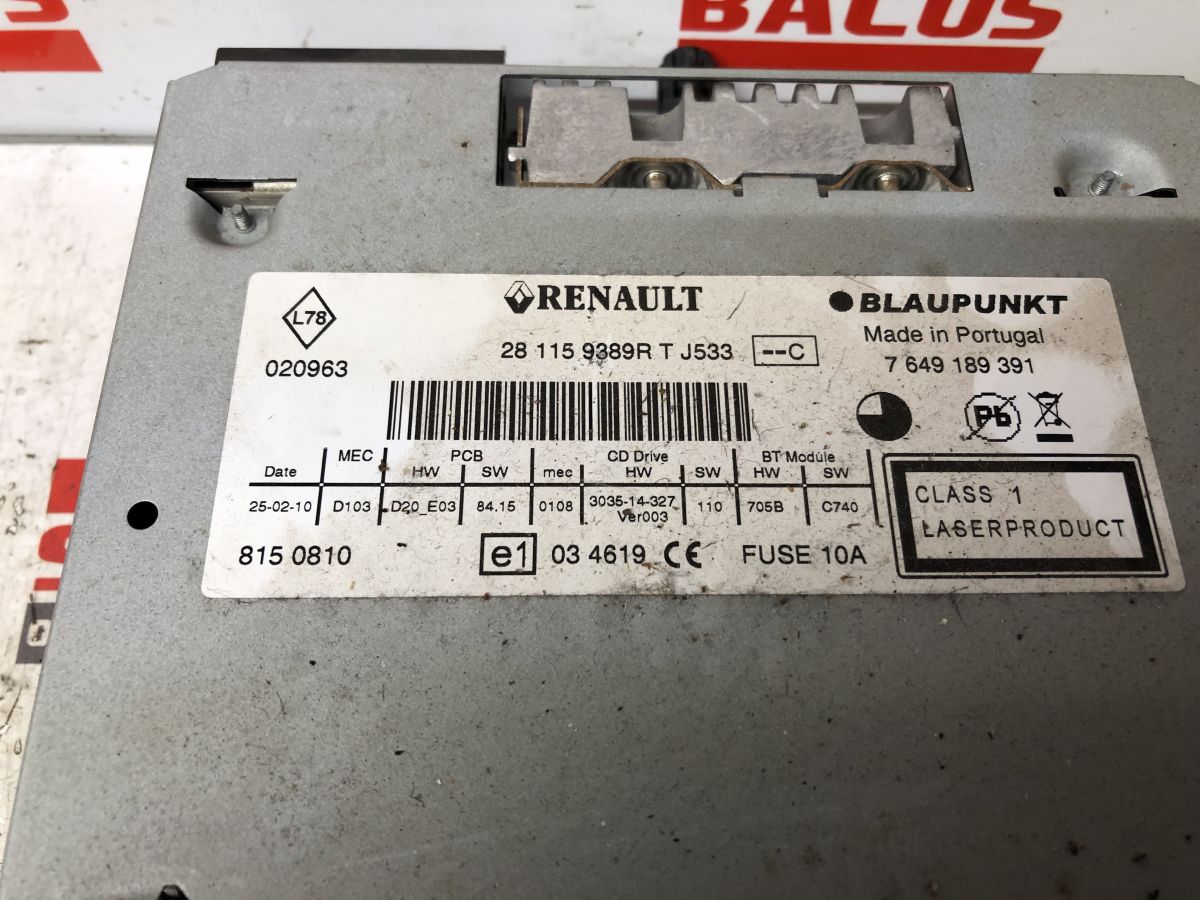 BALUS
L78
020963
RENAULT
28 115 9389R T J533 --C
BLAUPUNKT
Made in Portugal
7 649 189 391
Pb
MEC PCB CD Drive BT Module
Date HW SW mec HW SW HW SW
25-02-10 D103 D20_E03 84.15 0108 3035-14-327 110 705B C740
Ver003
815 0810 e1 03 4619 CE FUSE 10A
CLASS 1
LASERPRODUCT